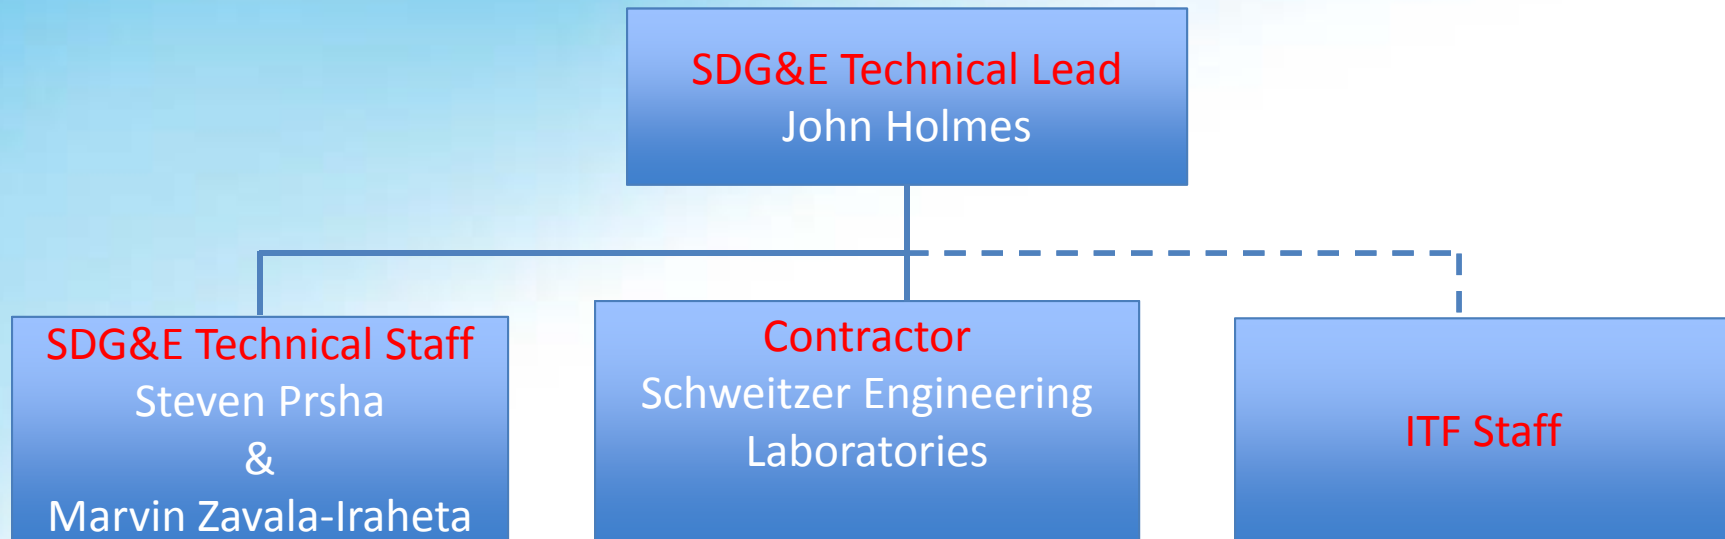 SDG&E Technical Lead
John Holmes
SDG&E Technical Staff
Steven Prsha
&
Marvin Zavala-Iraheta
Contractor
Schweitzer Engineering
Laboratories
ITF Staff